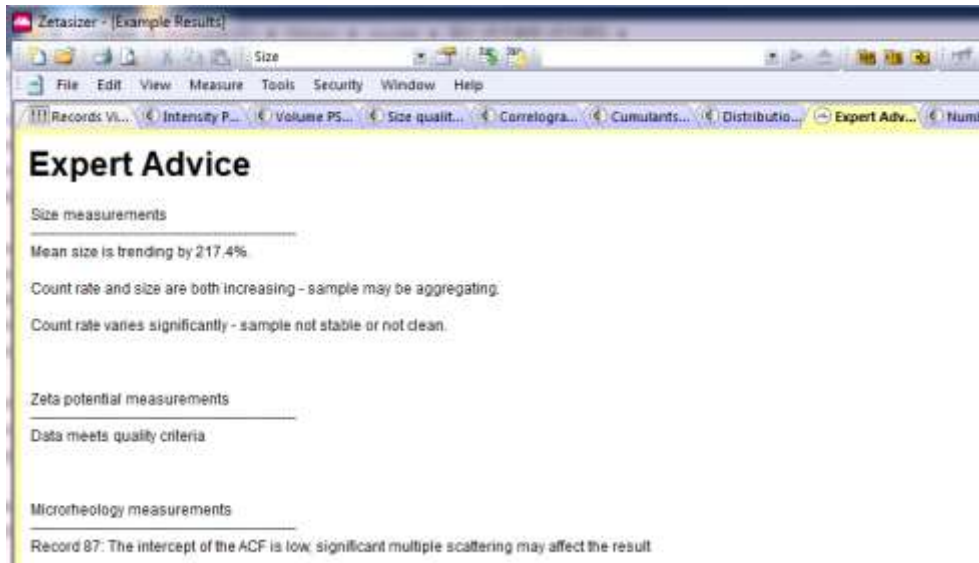 Zetasizer - [Example Results]
Size
File Edit View Measure Tools Security Window Help
Records Vi... Intensity P... Volume PS... Size qualit... Correlogra... Cumulants... Distributio... Expert Adv... Numl
Expert Advice
Size measurements
Mean size is trending by 217.4%.
Count rate and size are both increasing - sample may be aggregating.
Count rate varies significantly - sample not stable or not clean.
Zeta potential measurements
Data meets quality criteria
Microrheology measurements
Record 87: The intercept of the ACF is low, significant multiple scattering may affect the result